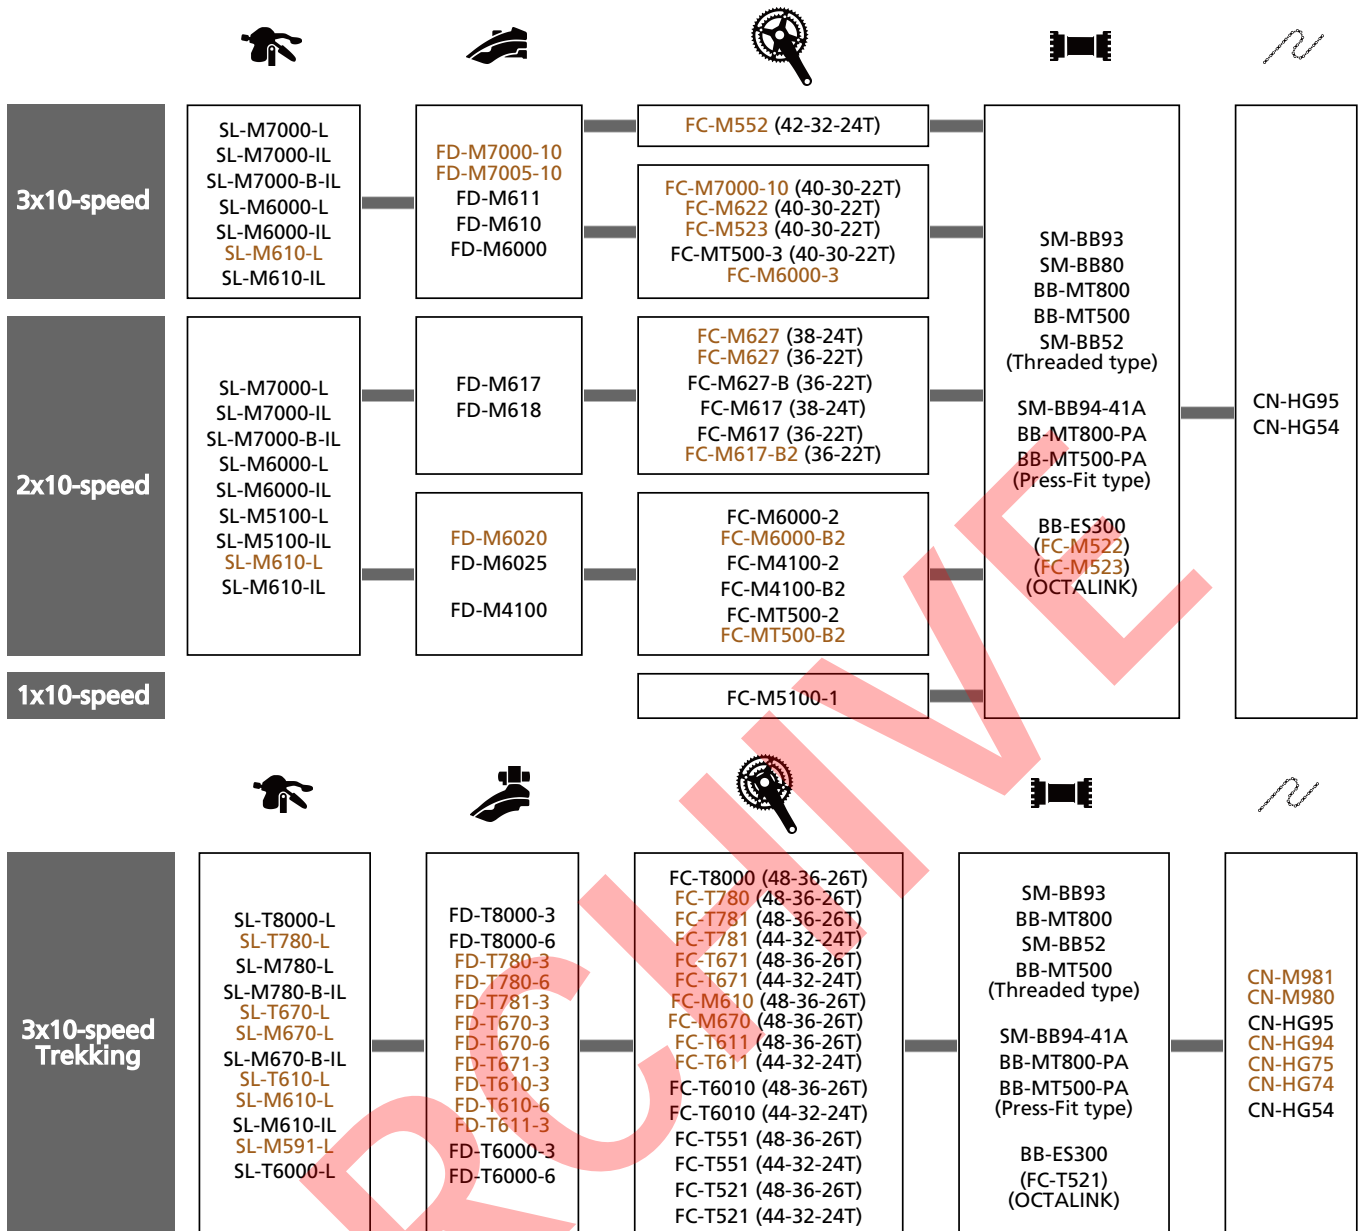 3x10-speed
SL-M7000-L
SL-M7000-IL
SL-M7000-B-IL
SL-M6000-L
SL-M6000-IL
SL-M610-L
SL-M610-IL
FD-M7000-10
FD-M7005-10
FD-M611
FD-M610
FD-M6000
FC-M552 (42-32-24T)
FC-M7000-10 (40-30-22T)
FC-M622 (40-30-22T)
FC-M523 (40-30-22T)
FC-MT500-3 (40-30-22T)
FC-M6000-3
2x10-speed
SL-M7000-L
SL-M7000-IL
SL-M7000-B-IL
SL-M6000-L
SL-M6000-IL
SL-M5100-L
SL-M5100-IL
SL-M610-L
SL-M610-IL
FD-M617
FD-M618
FC-M627 (38-24T)
FC-M627 (36-22T)
FC-M627-B (36-22T)
FC-M617 (38-24T)
FC-M617 (36-22T)
FC-M617-B2 (36-22T)
FD-M6020
FD-M6025
FD-M4100
FC-M6000-2
FC-M6000-B2
FC-M4100-2
FC-M4100-B2
FC-MT500-2
FC-MT500-B2
1x10-speed
FC-M5100-1
SM-BB93
SM-BB80
BB-MT800
BB-MT500
SM-BB52
(Threaded type)
SM-BB94-41A
BB-MT800-PA
BB-MT500-PA
(Press-Fit type)
BB-ES300
(FC-M522)
(FC-M523)
(OCTALINK)
CN-HG95
CN-HG54
3x10-speed
Trekking
SL-T8000-L
SL-T780-L
SL-M780-L
SL-M780-B-IL
SL-T670-L
SL-M670-L
SL-M670-B-IL
SL-T610-L
SL-M610-L
SL-M610-IL
SL-M591-L
SL-T6000-L
FD-T8000-3
FD-T8000-6
FD-T780-3
FD-T780-6
FD-T781-3
FD-T670-3
FD-T670-6
FD-T671-3
FD-T610-3
FD-T610-6
FD-T611-3
FD-T6000-3
FD-T6000-6
FC-T8000 (48-36-26T)
FC-T780 (48-36-26T)
FC-T781 (48-36-26T)
FC-T781 (44-32-24T)
FC-T671 (48-36-26T)
FC-T671 (44-32-24T)
FC-M610 (48-36-26T)
FC-M670 (48-36-26T)
FC-T611 (48-36-26T)
FC-T611 (44-32-24T)
FC-T6010 (48-36-26T)
FC-T6010 (44-32-24T)
FC-T551 (48-36-26T)
FC-T551 (44-32-24T)
FC-T521 (48-36-26T)
FC-T521 (44-32-24T)
SM-BB93
BB-MT800
SM-BB52
BB-MT500
(Threaded type)
SM-BB94-41A
BB-MT800-PA
BB-MT500-PA
(Press-Fit type)
BB-ES300
(FC-T521)
(OCTALINK)
CN-M981
CN-M980
CN-HG95
CN-HG94
CN-HG75
CN-HG74
CN-HG54
RCHIVE